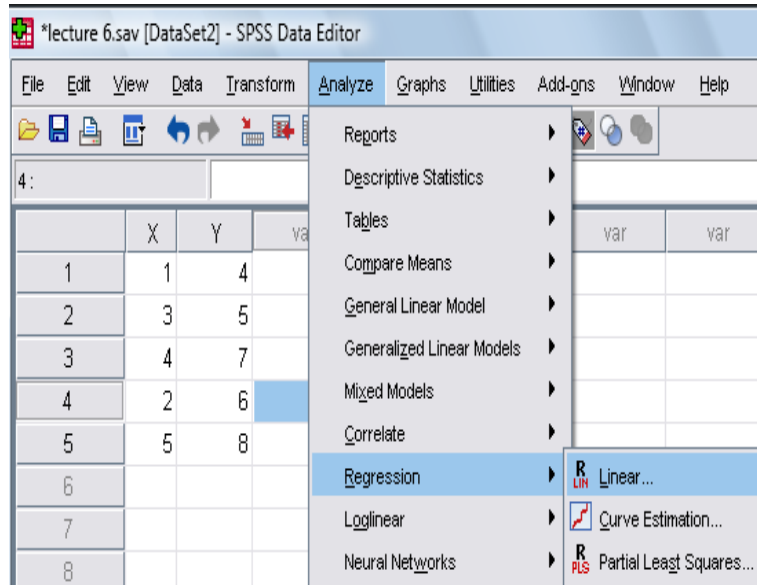 *lecture 6.sav [DataSet2] - SPSS Data Editor
File Edit View Data Transform Analyze Graphs Utilities Add-ons Window Help
4 :
Reports
Descriptive Statistics
Tables
Compare Means
General Linear Model
Generalized Linear Models
Mixed Models
Correlate
Regression
Loglinear
Neural Networks
X Y va var var
1 1 4
2 3 5
3 4 7
4 2 6
5 5 8
6
7
8
R LIN Linear...
Curve Estimation...
R PLS Partial Least Squares...